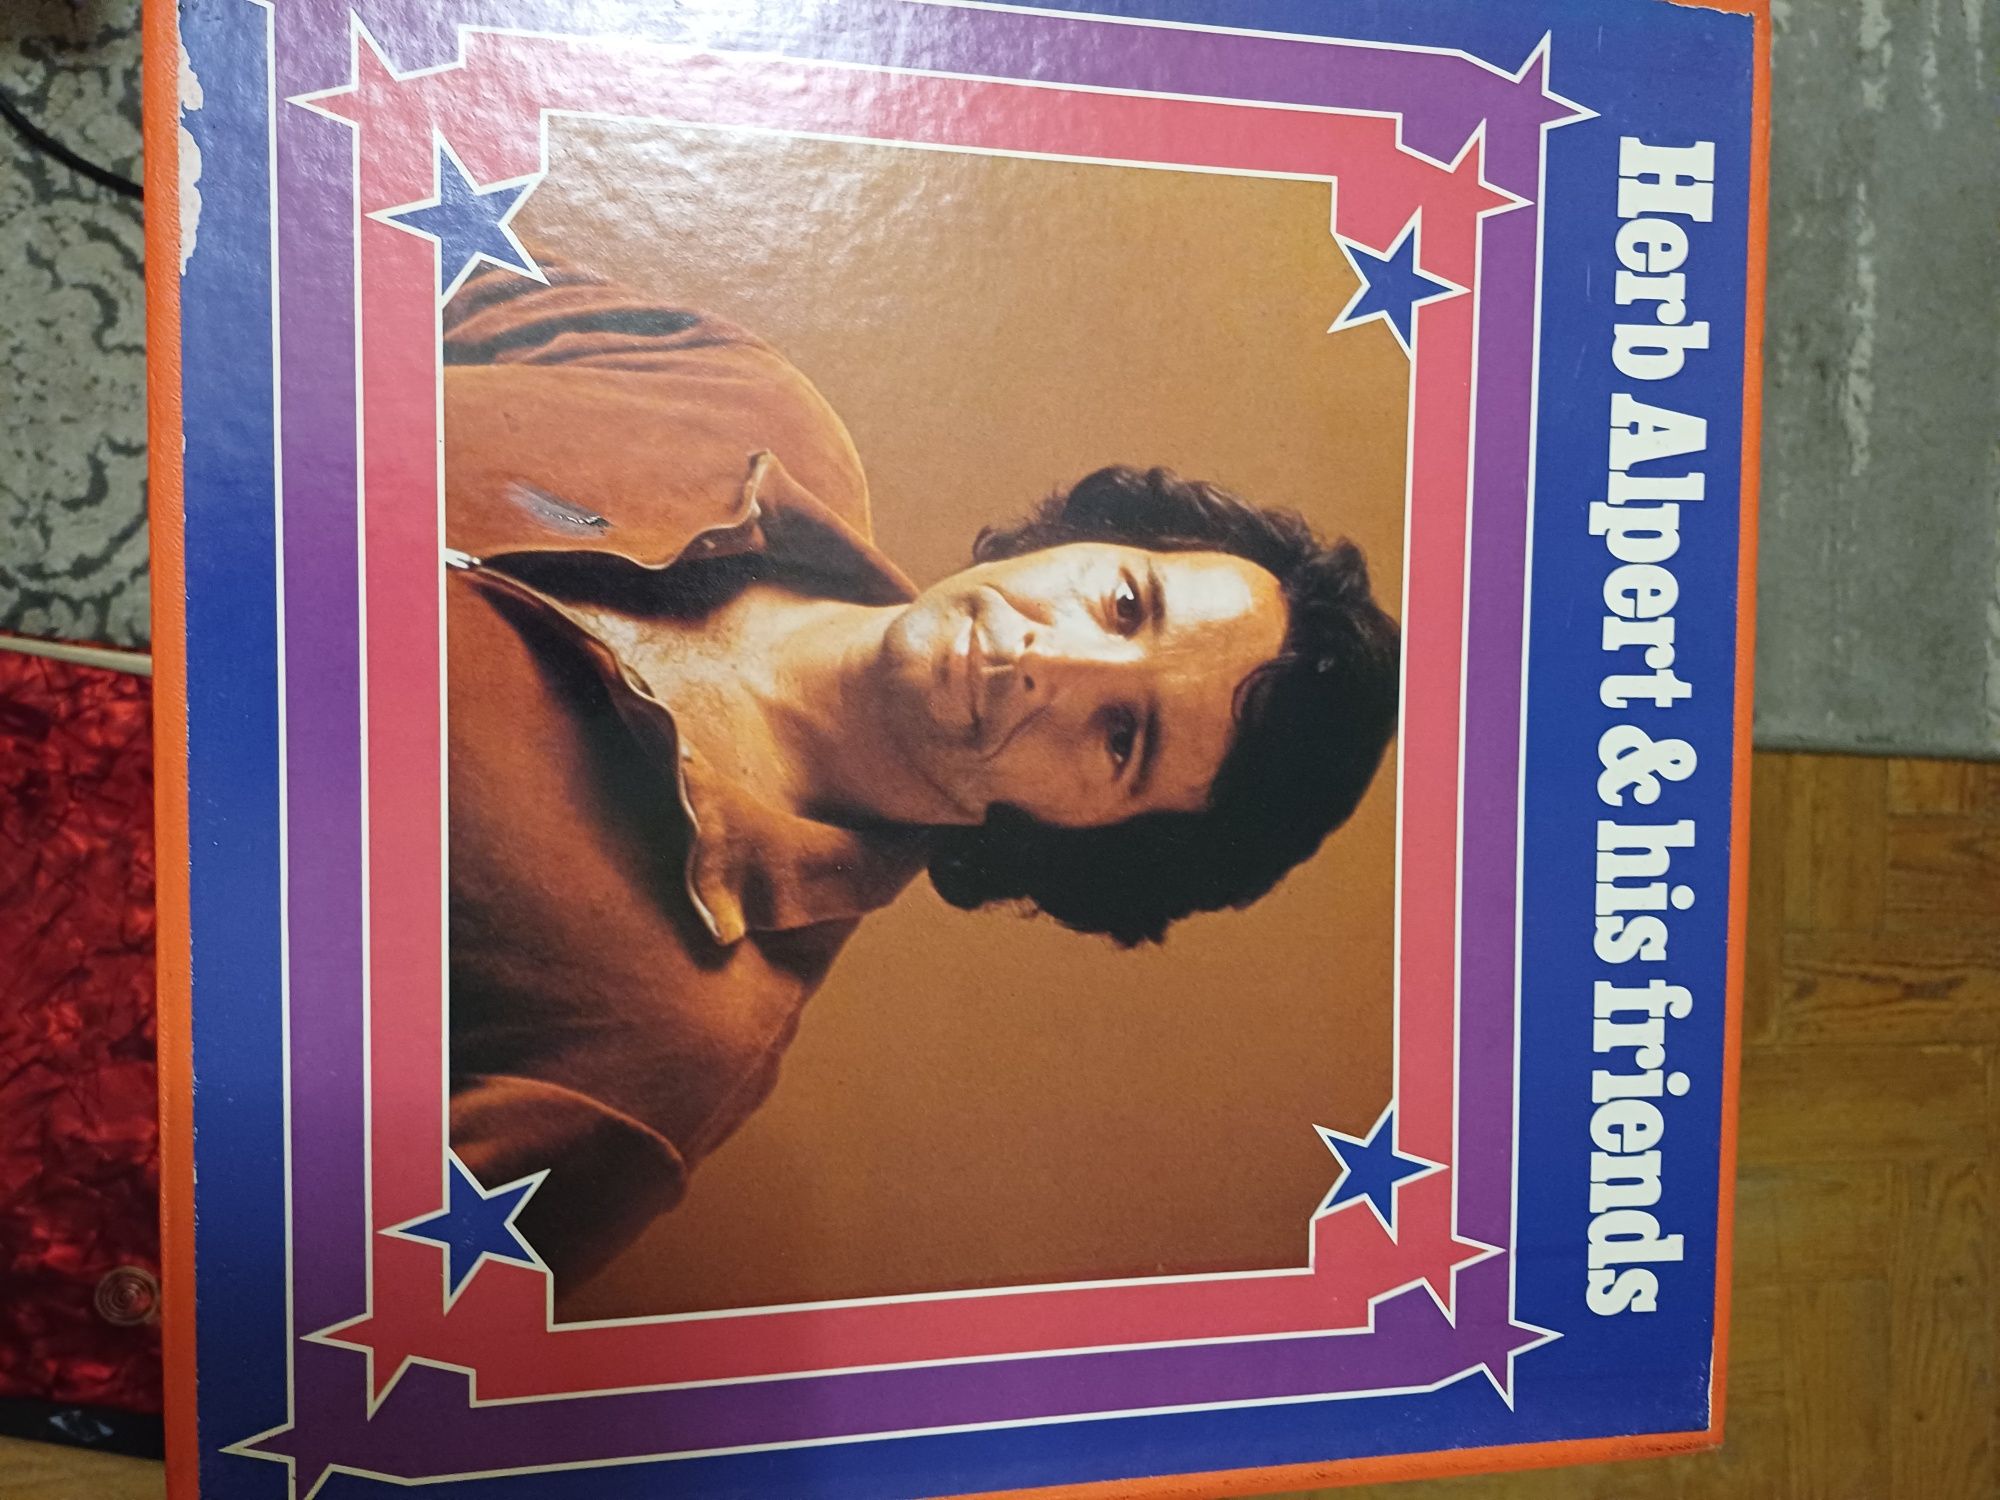 Herb Alpert & his friends